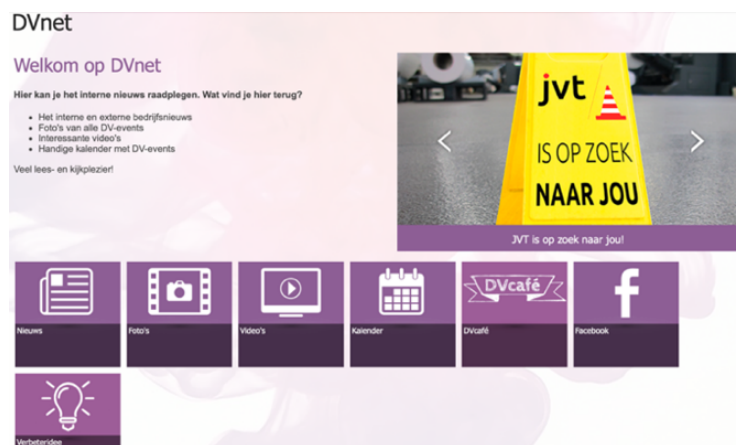 DVnet
Welkom op DVnet
Hier kan je het interne nieuws raadplegen. Wat vind je hier terug?
Het interne en externe bedrijfsnieuws
Foto's van alle DV-events
Interessante video's
Handige kalender met DV-events
Veel lees- en kijkplezier!
jvt
IS OP ZOEK
NAAR JOU
JVT is op zoek naar jou!
DVcafé
Nieuws
Foto's
Video's
Kalender
DVcafé
Facebook
Verbeteridee